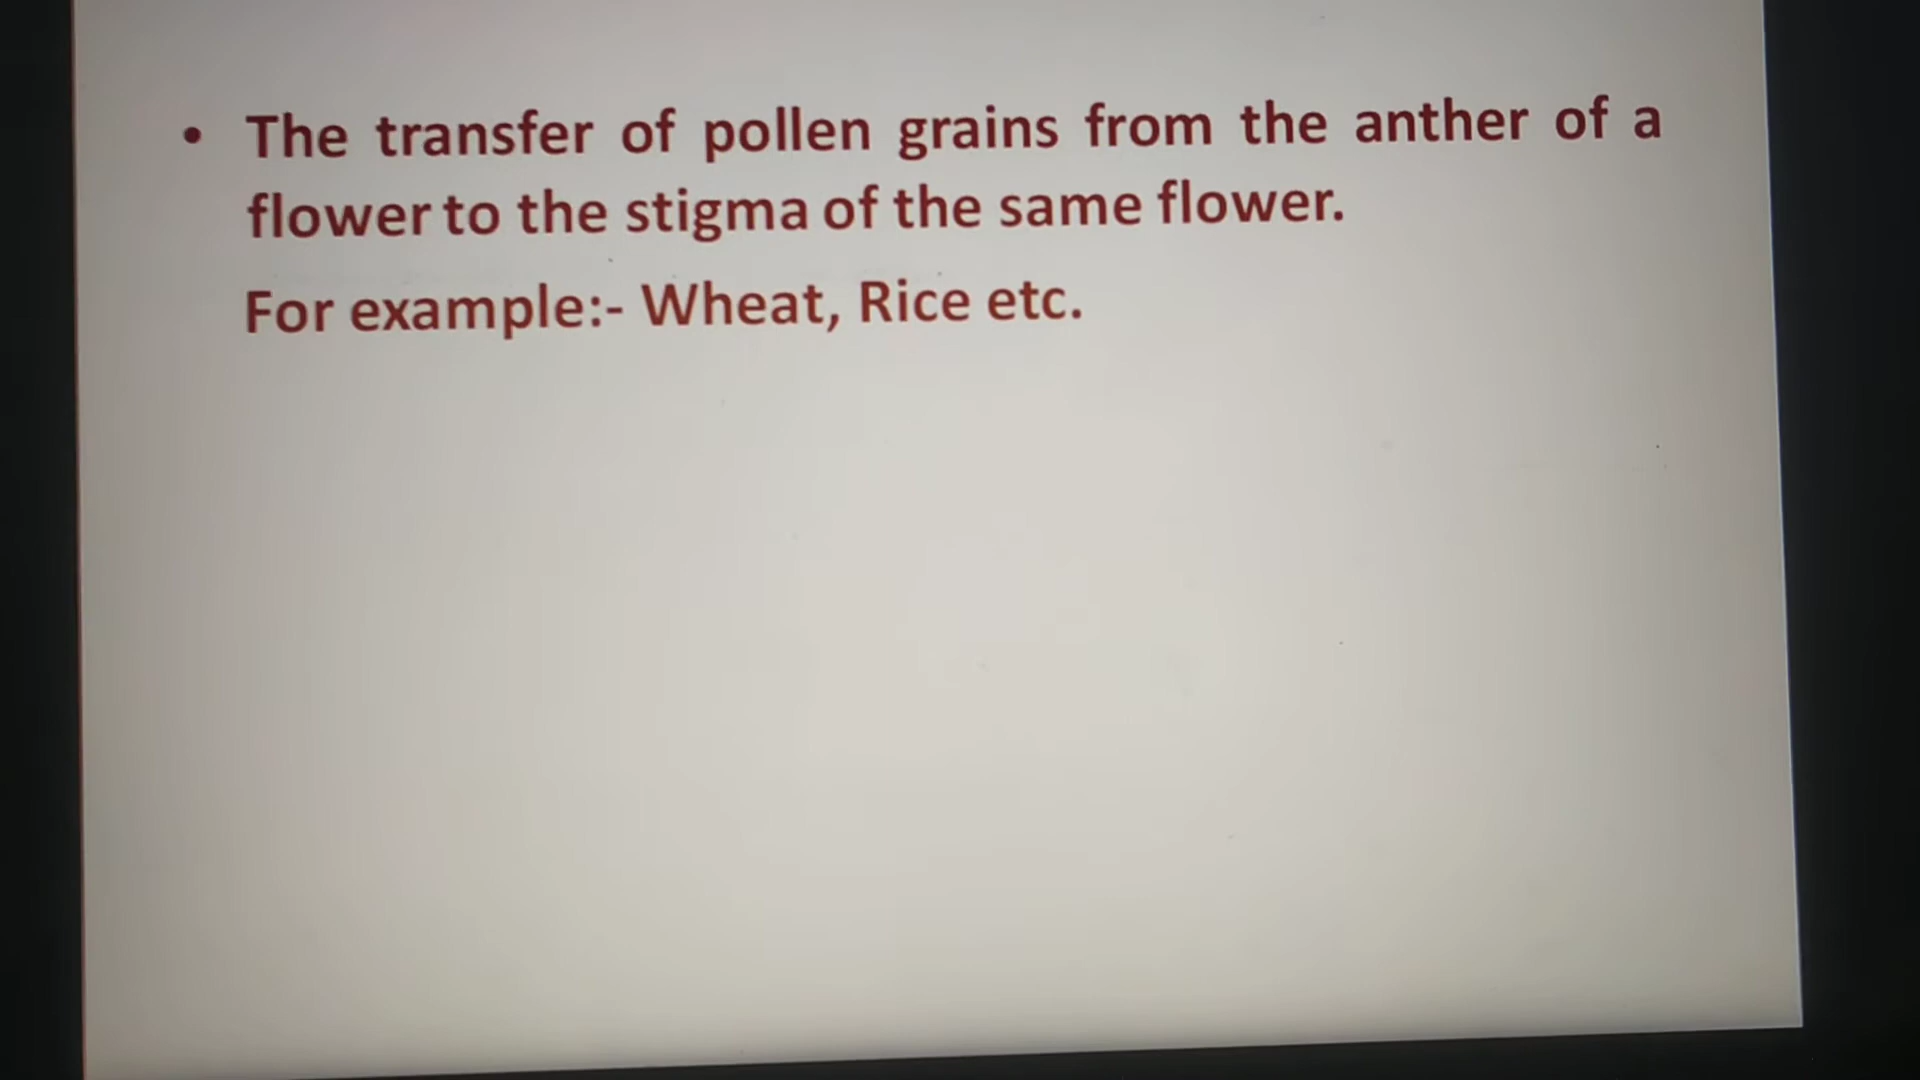 • The transfer of pollen grains from the anther of a
flower to the stigma of the same flower.
For example:- Wheat, Rice etc.